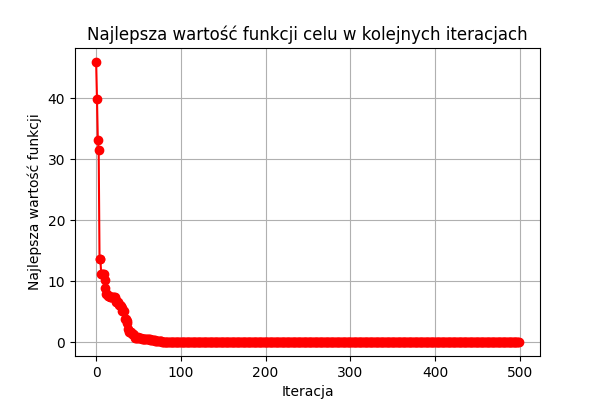 Najlepsza wartość funkcji celu w kolejnych iteracjach
Najlepsza wartość funkcji
40
30
20
10
0
0 100 200 300 400 500
Iteracja